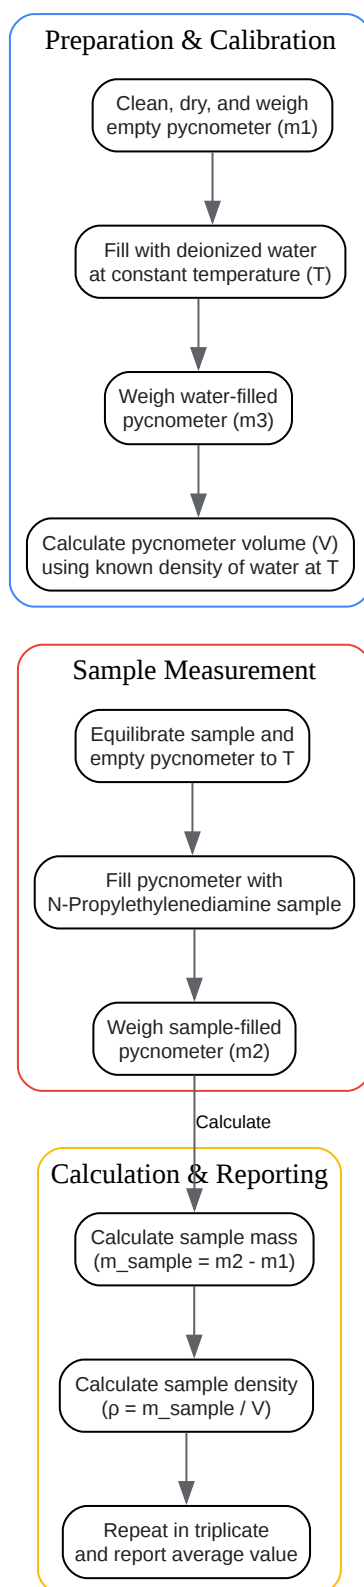 Preparation & Calibration
Clean, dry, and weigh
empty pycnometer (m1)
Fill with deionized water
at constant temperature (T)
Weigh water-filled
pycnometer (m3)
Calculate pycnometer volume (V)
using known density of water at T
Sample Measurement
Equilibrate sample and
empty pycnometer to T
Fill pycnometer with
N-Propylethylenediamine sample
Weigh sample-filled
pycnometer (m2)
Calculate
Calculation & Reporting
Calculate sample mass
(m_sample = m2 - m1)
Calculate sample density
(ρ = m_sample / V)
Repeat in triplicate
and report average value